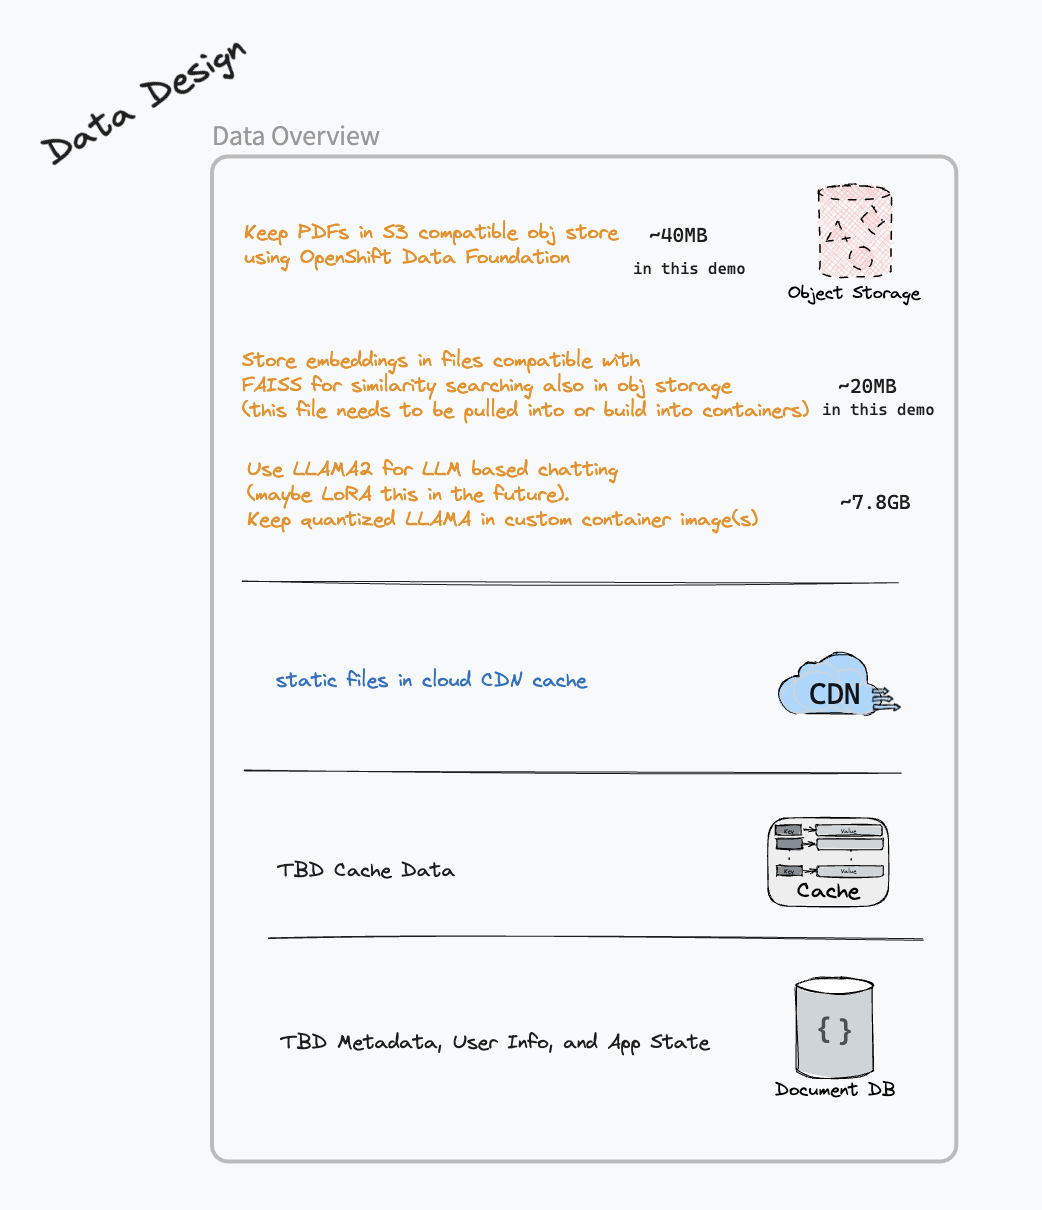 Data Design
Data Overview
Keep PDFs in S3 compatible obj store
using OpenShift Data Foundation
~40MB
in this demo
Object Storage
Store embeddings in files compatible with
FAISS for similarity searching also in obj storage
(this file needs to be pulled into or build into containers)
~20MB
in this demo
Use LLAMA2 for LLM based chatting
(maybe LoRA this in the future).
Keep quantized LLAMA in custom container image(s)
~7.8GB
static files in cloud CDN cache
CDN
TBD Cache Data
Key
Value
Key
Value
Cache
TBD Metadata, User Info, and App State
{ }
Document DB